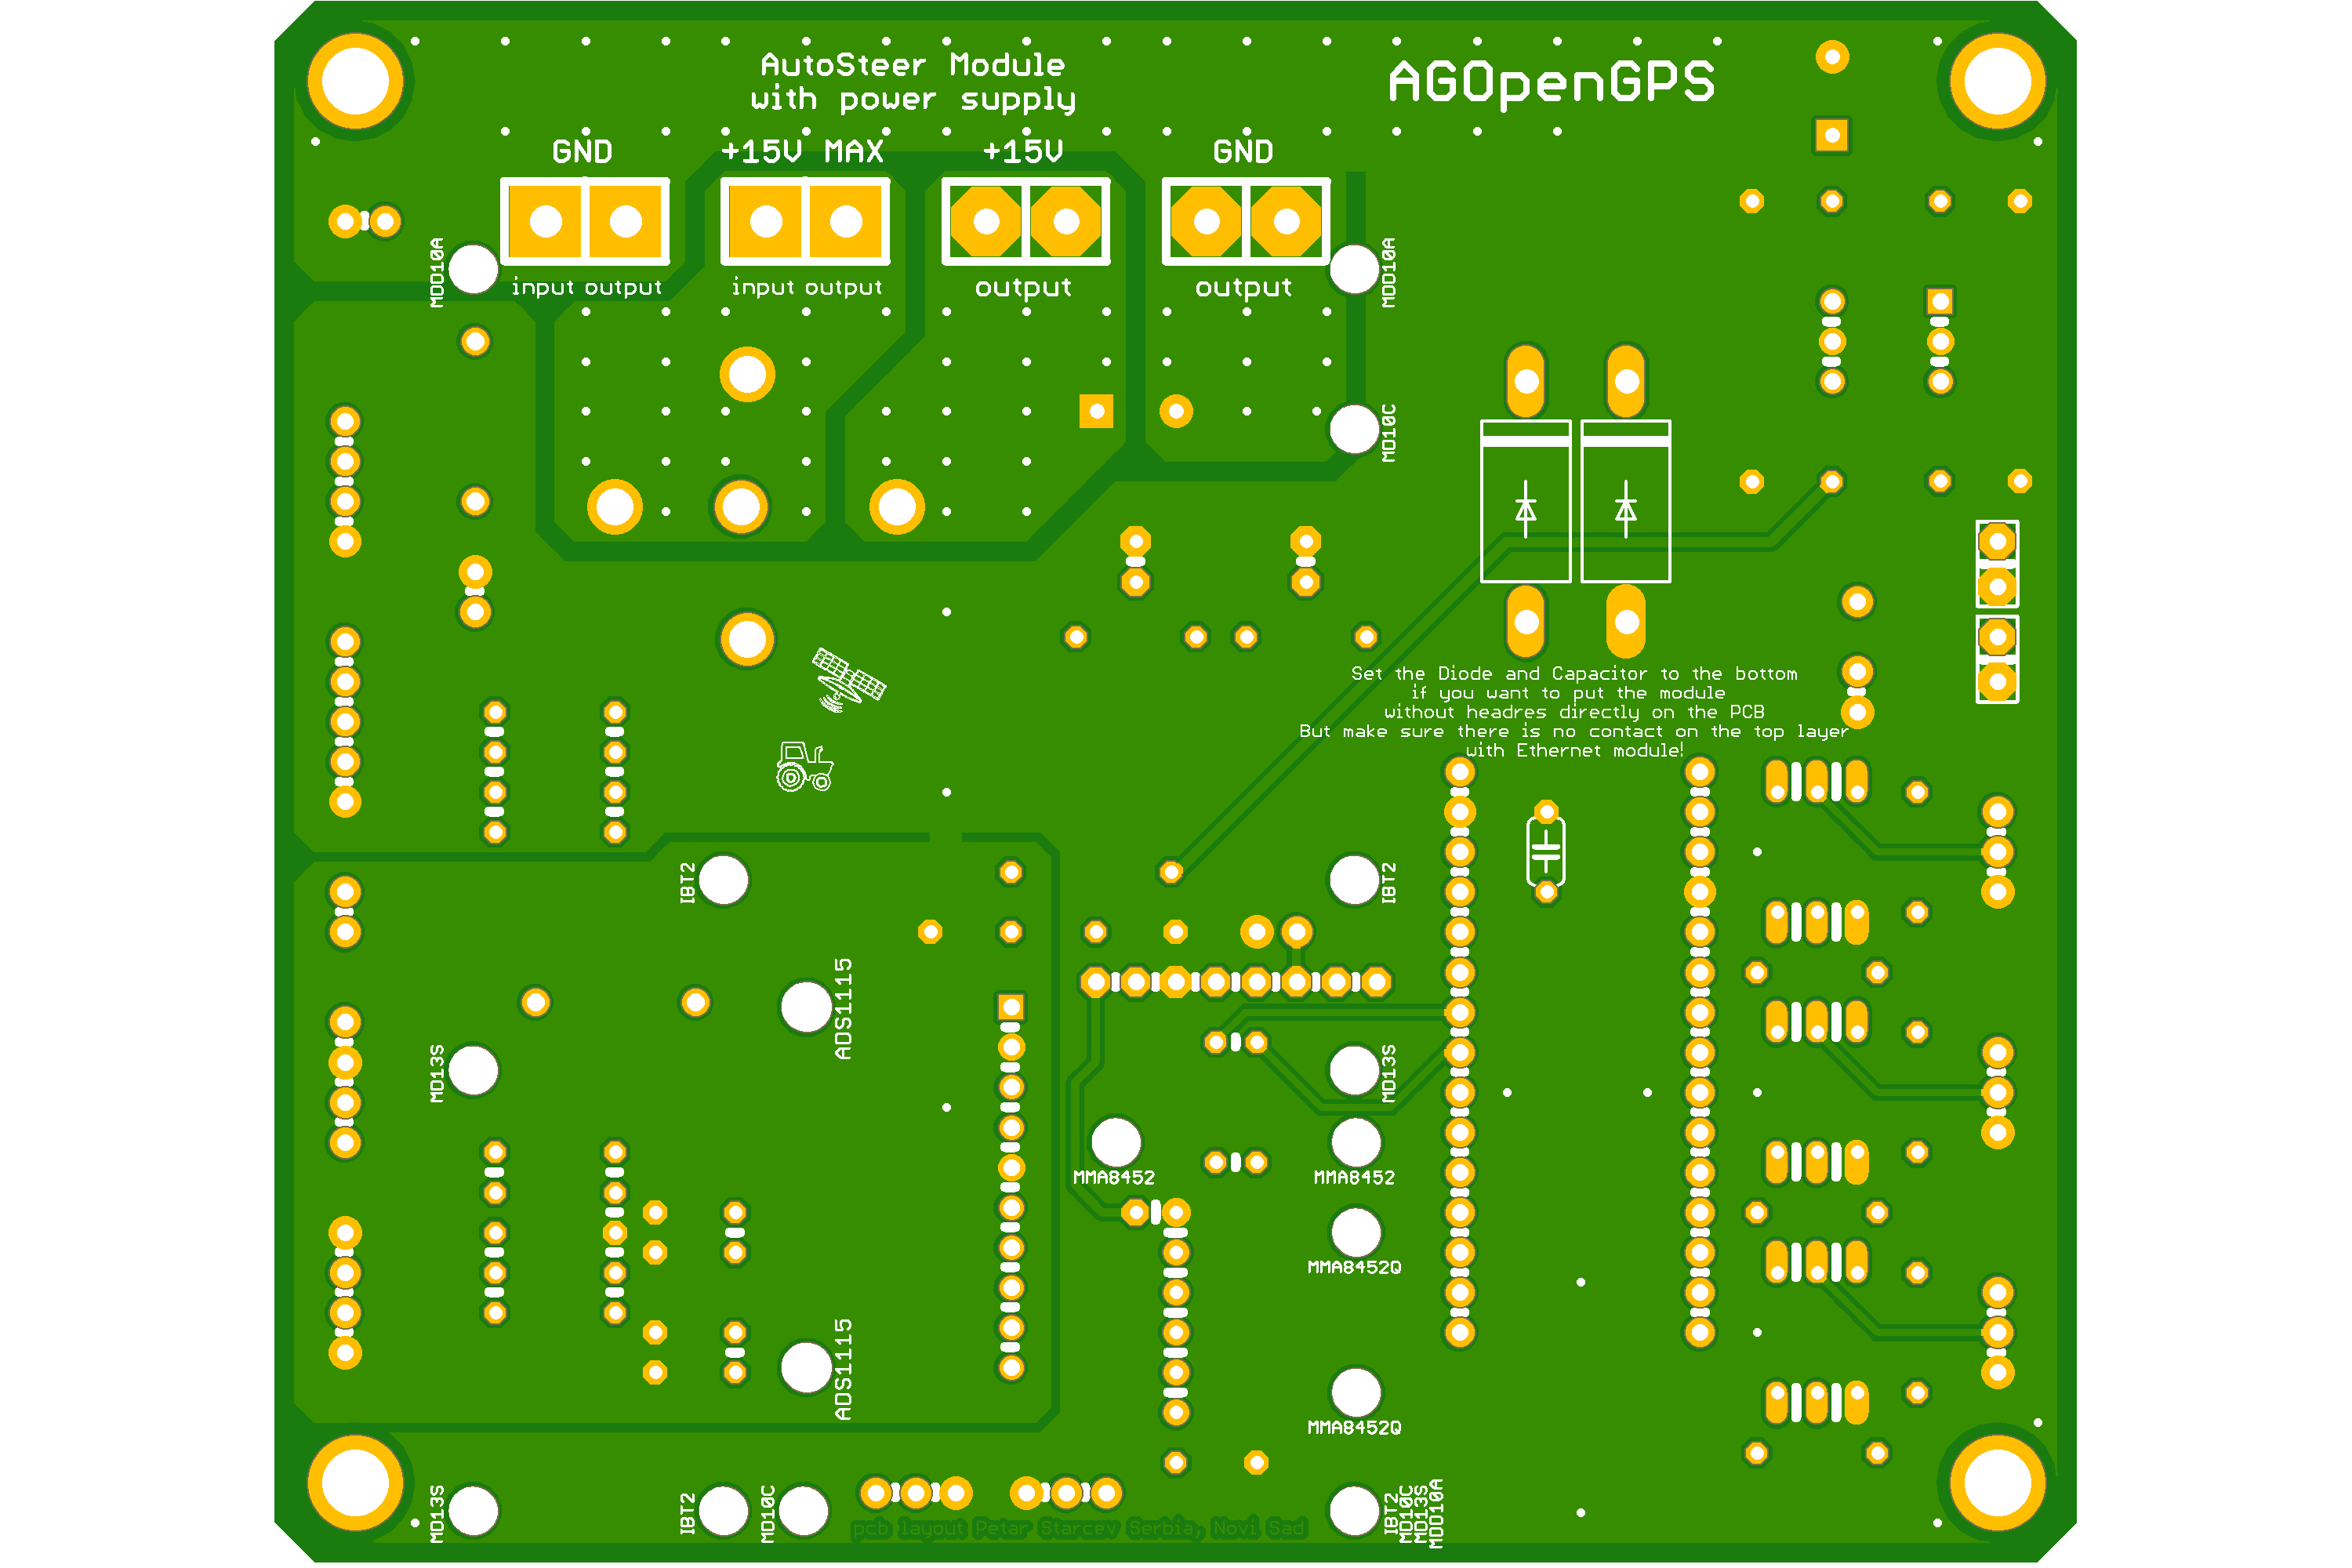 AutoSteer Module
with power supply
AGOpenGPS
GND
+15V MAX
+15V
GND
MDD10A
input output
input output
output
output
MDD10A
MD10C
Set the Diode and Capacitor to the bottom
if you want to put the module
without headres directly on the PCB
But make sure there is no contact on the top layer
with Ethernet module!
IBT2
IBT2
ADS1115
MD13S
MD13S
MMA8452
MMA8452
MMA8452Q
ADS1115
MMA8452Q
MD13S
IBT2
MD10C
IBT2
MD10C
MD13S
MDD10A
pcb layout Petar Starcev Serbia, Novi Sad